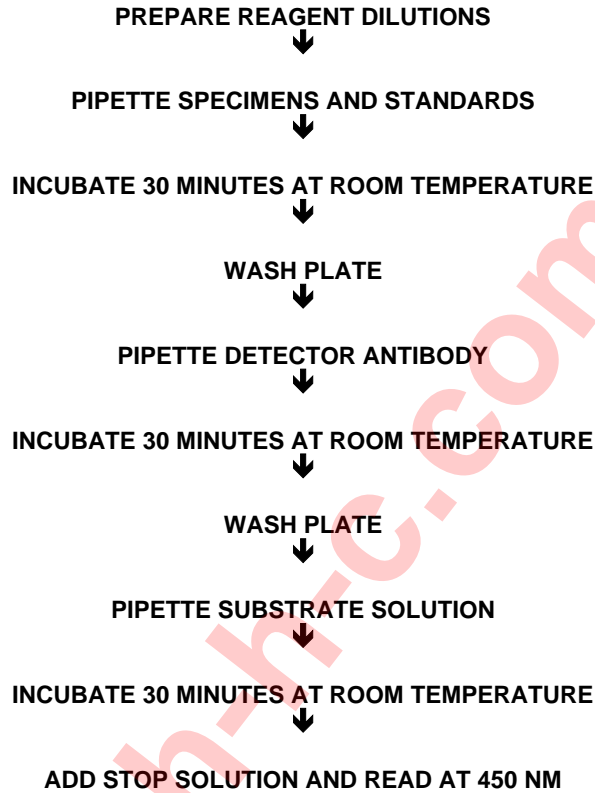 PREPARE REAGENT DILUTIONS
PIPETTE SPECIMENS AND STANDARDS
INCUBATE 30 MINUTES AT ROOM TEMPERATURE
WASH PLATE
PIPETTE DETECTOR ANTIBODY
INCUBATE 30 MINUTES AT ROOM TEMPERATURE
WASH PLATE
PIPETTE SUBSTRATE SOLUTION
INCUBATE 30 MINUTES AT ROOM TEMPERATURE
ADD STOP SOLUTION AND READ AT 450 NM
h-h-c.com